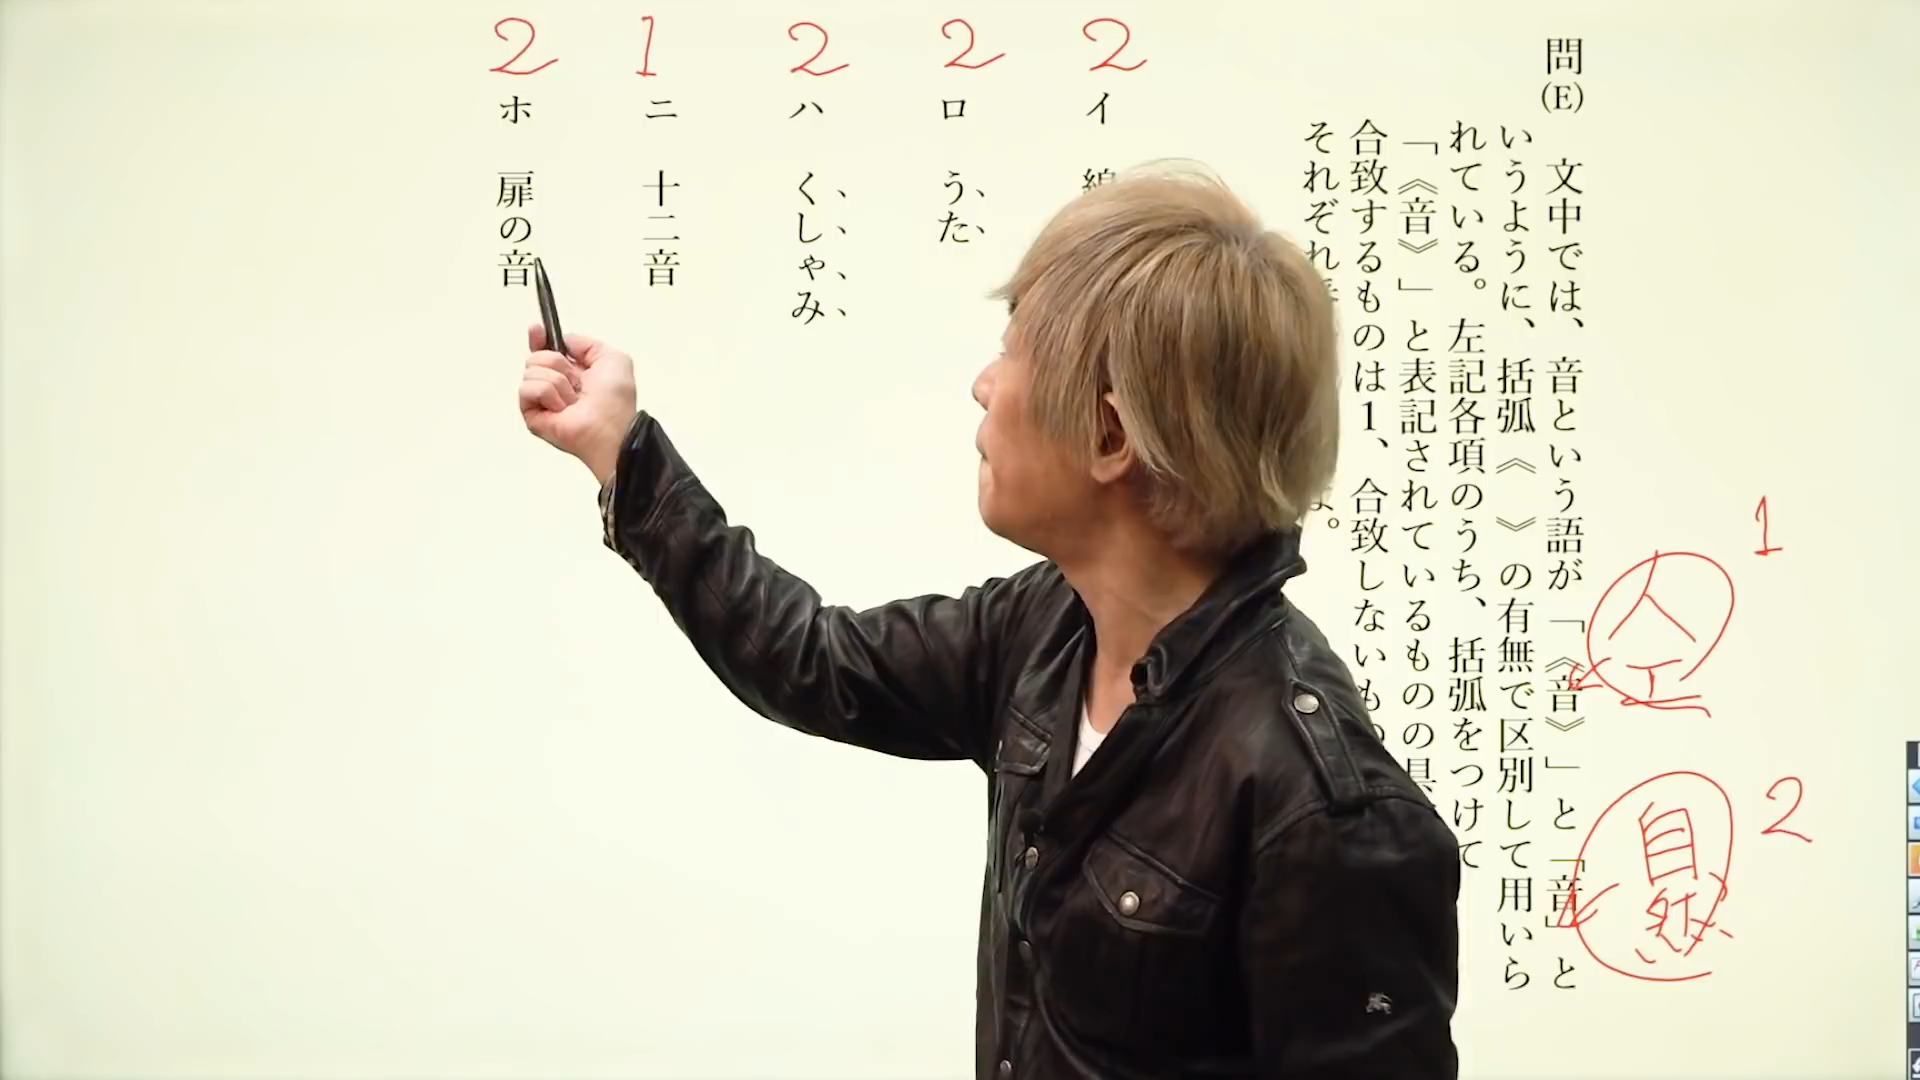 問(E) 文中では、音という語が「《音》」と「音」と
いうように、括弧《 》の有無で区別して用いら
れている。左記各項のうち、括弧をつけて
「《音》」と表記されているものの具
合致するものは1、合致しないもの
それぞれ
よ。
2 イ 線
2 ロ うた
2 ハ くしゃみ
1 ニ 十二音
2 ホ 扉の音
1
人工
2
自然